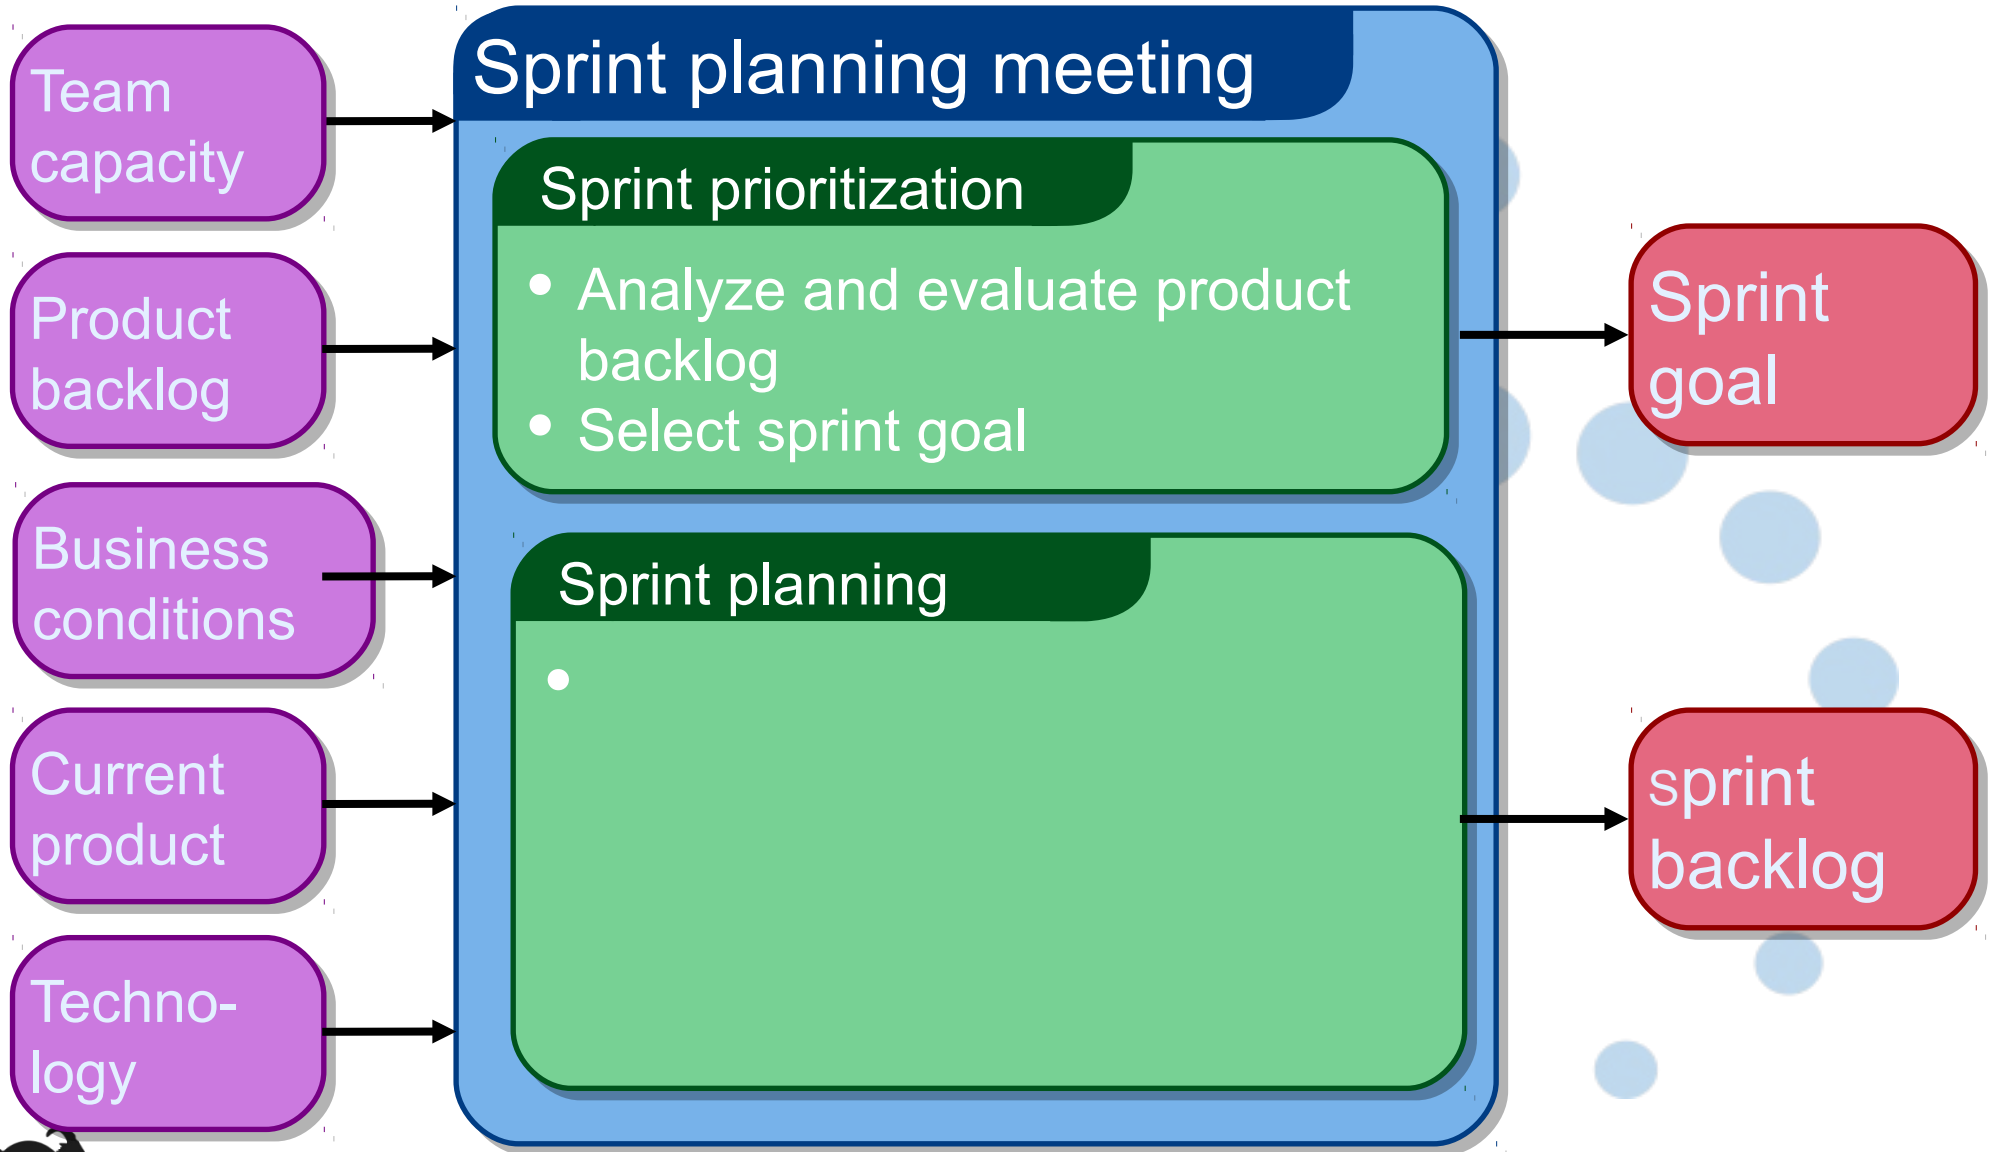 Team
capacity
Product
backlog
Business
conditions
Current
product
Techno-
logy
Sprint planning meeting
Sprint prioritization
• Analyze and evaluate product
backlog
• Select sprint goal
Sprint planning
•
Sprint
goal
sprint
backlog